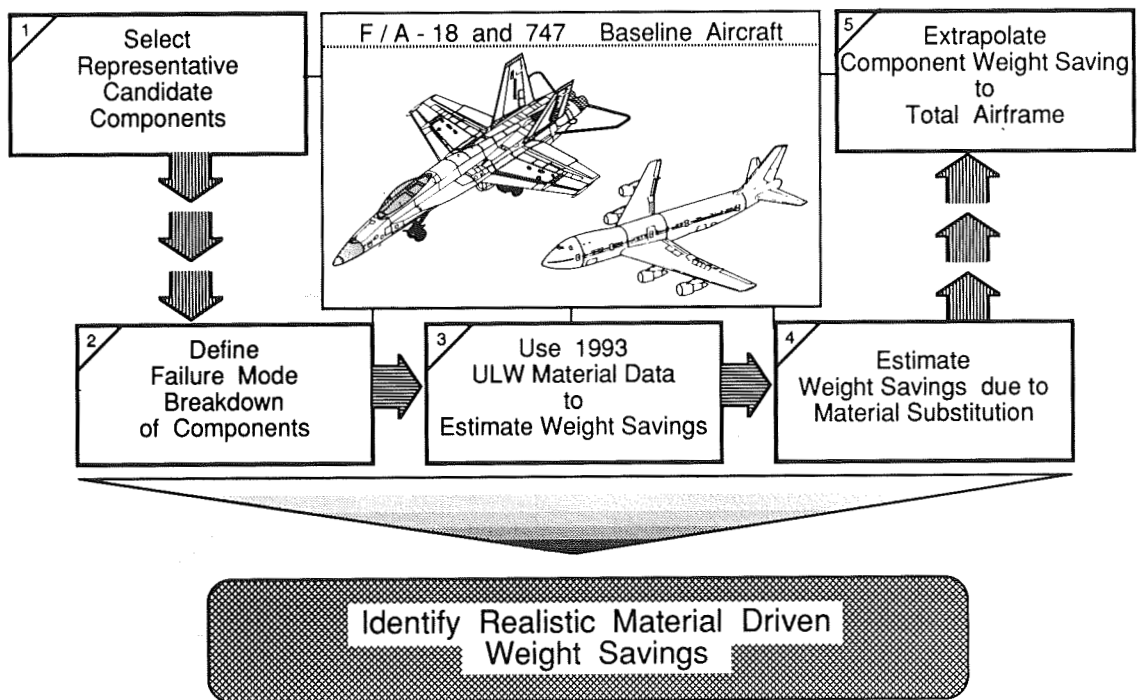 1
Select
Representative
Candidate
Components
F / A - 18 and 747 Baseline Aircraft
5
Extrapolate
Component Weight Saving
to
Total Airframe
2
Define
Failure Mode
Breakdown
of Components
3
Use 1993
ULW Material Data
to
Estimate Weight Savings
4
Estimate
Weight Savings due to
Material Substitution
Identify Realistic Material Driven
Weight Savings